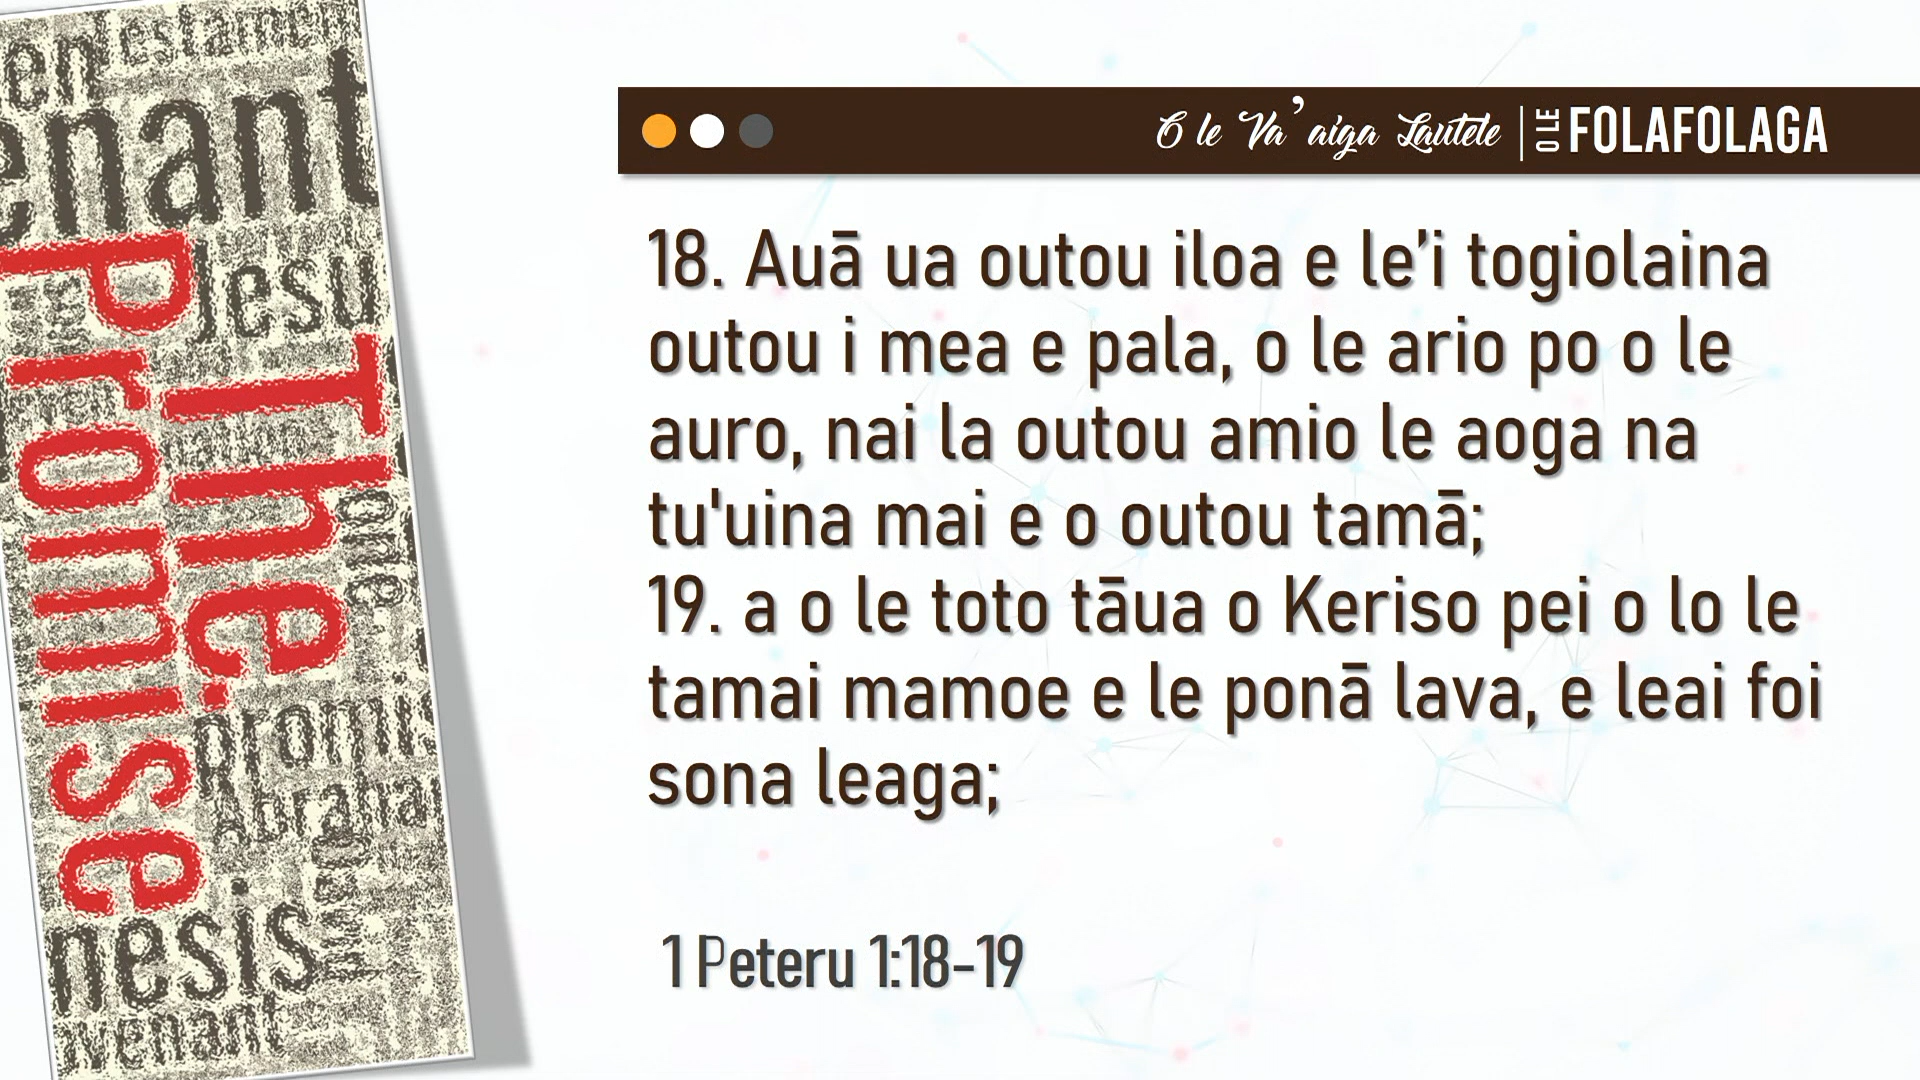 O le Va’aiga Lautele | O LE FOLAFOLAGA
18. Auā ua outou iloa e le’i togiolaina
outou i mea e pala, o le ario po o le
auro, nai la outou amio le aoga na
tu'uina mai e o outou tamā;
19. a o le toto tāua o Keriso pei o lo le
tamai mamoe e le ponā lava, e leai foi
sona leaga;
1 Peteru 1:18-19
The
Promise
enant
Jesu
nesis
venant